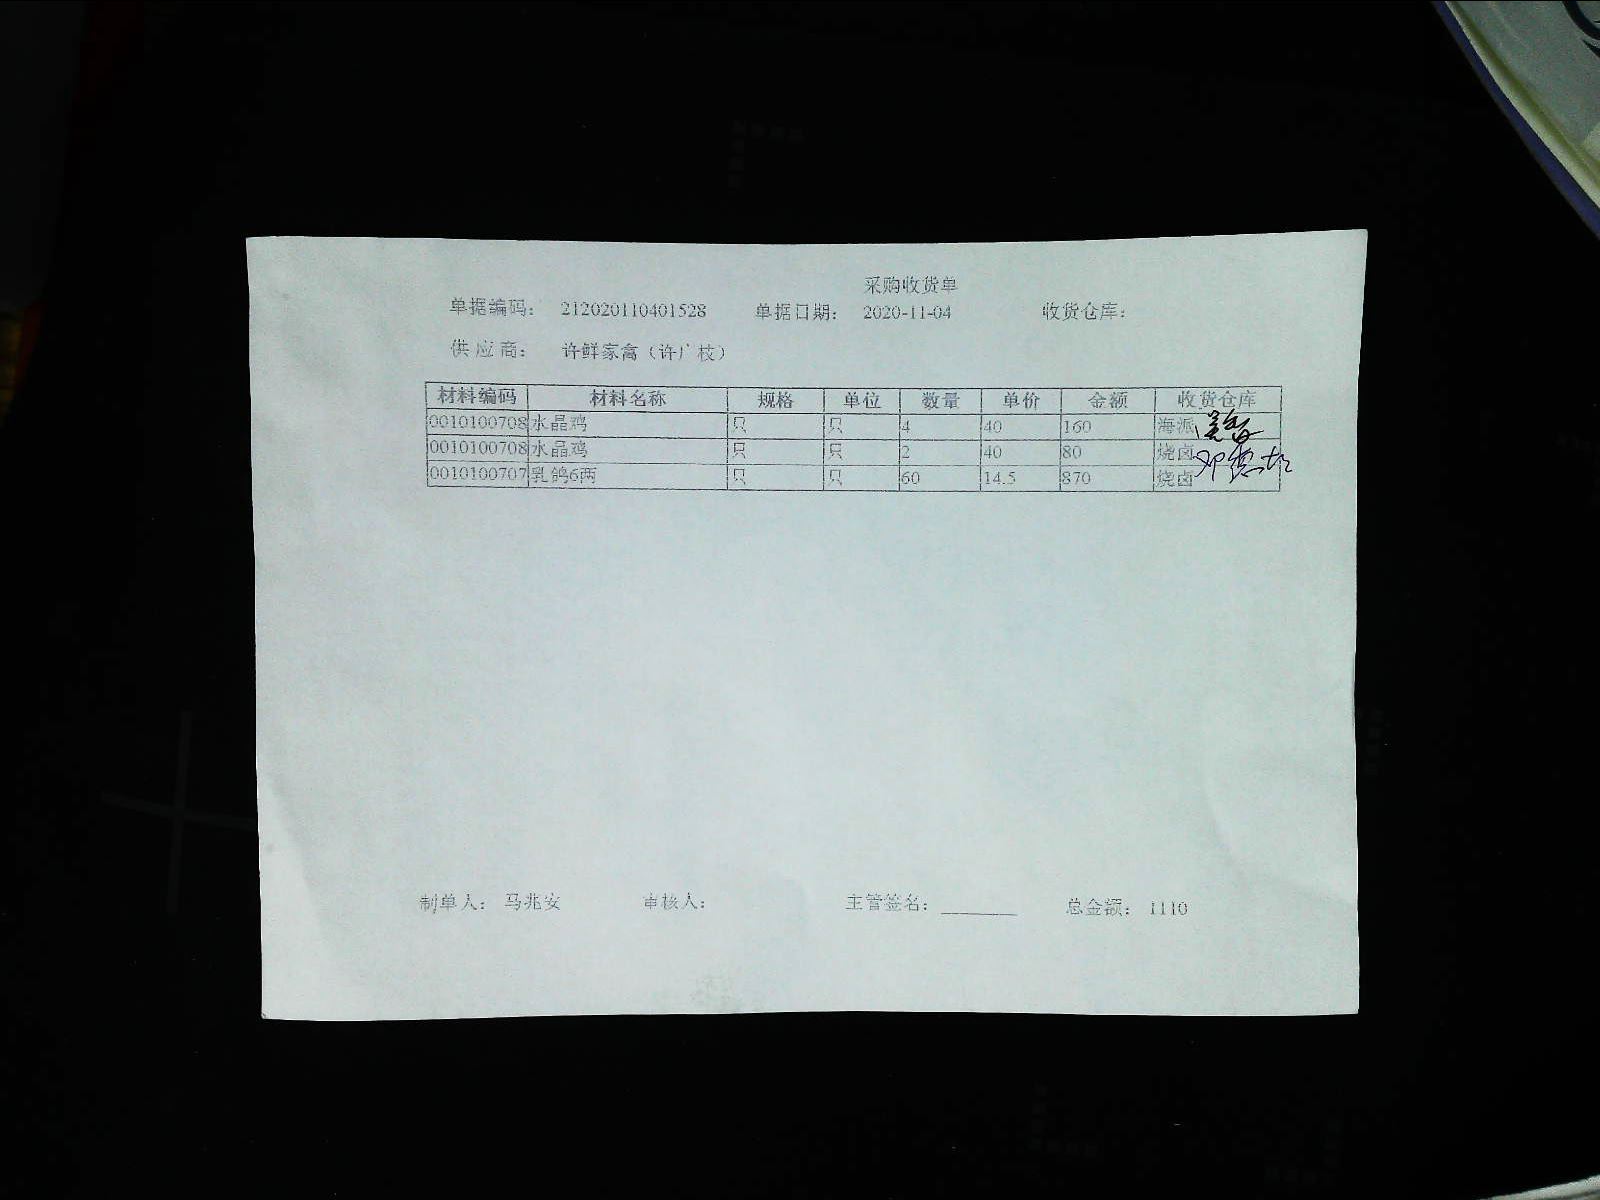 采购收货单
单据编码： 212020110401528 单据日期： 2020-11-04 收货仓库：
供应商： 许鲜家禽（许广枝）
材料编码 材料名称 规格 单位 数量 单价 金额 收货仓库
0010100708 水晶鸡 只 只 4 40 160 海派
0010100708 水晶鸡 只 只 2 40 80 烧卤
0010100707 乳鸽6两 只 只 60 14.5 870 烧卤
制单人： 马兆安 审核人： 主管签名： 总金额： 1110